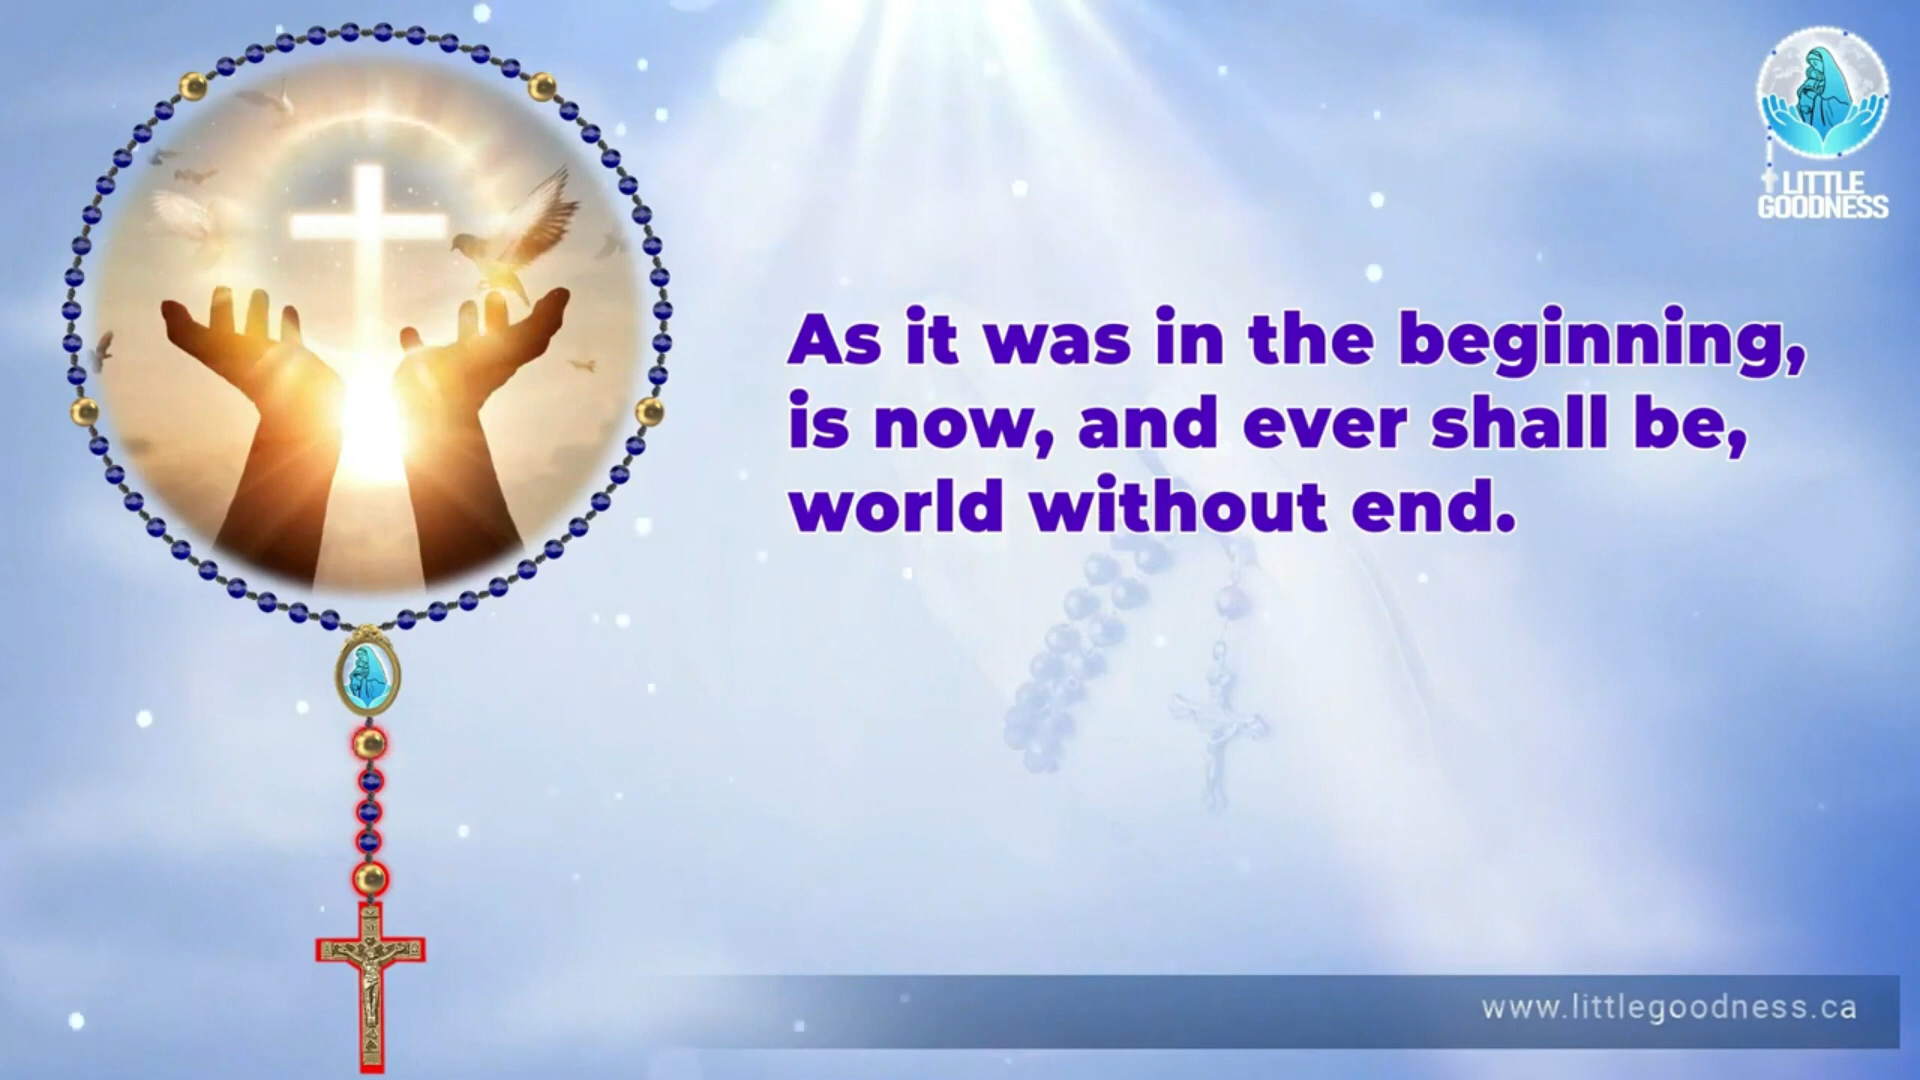 LITTLE
GOODNESS
As it was in the beginning,
is now, and ever shall be,
world without end.
www.littlegoodness.ca